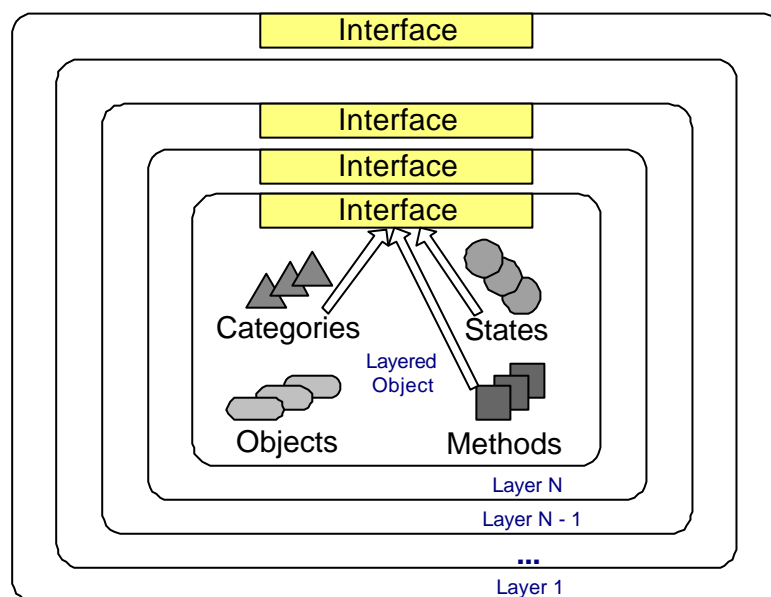 Interface
Interface
Interface
Interface
Categories
States
Layered
Object
Objects
Methods
Layer N
Layer N - 1
...
Layer 1